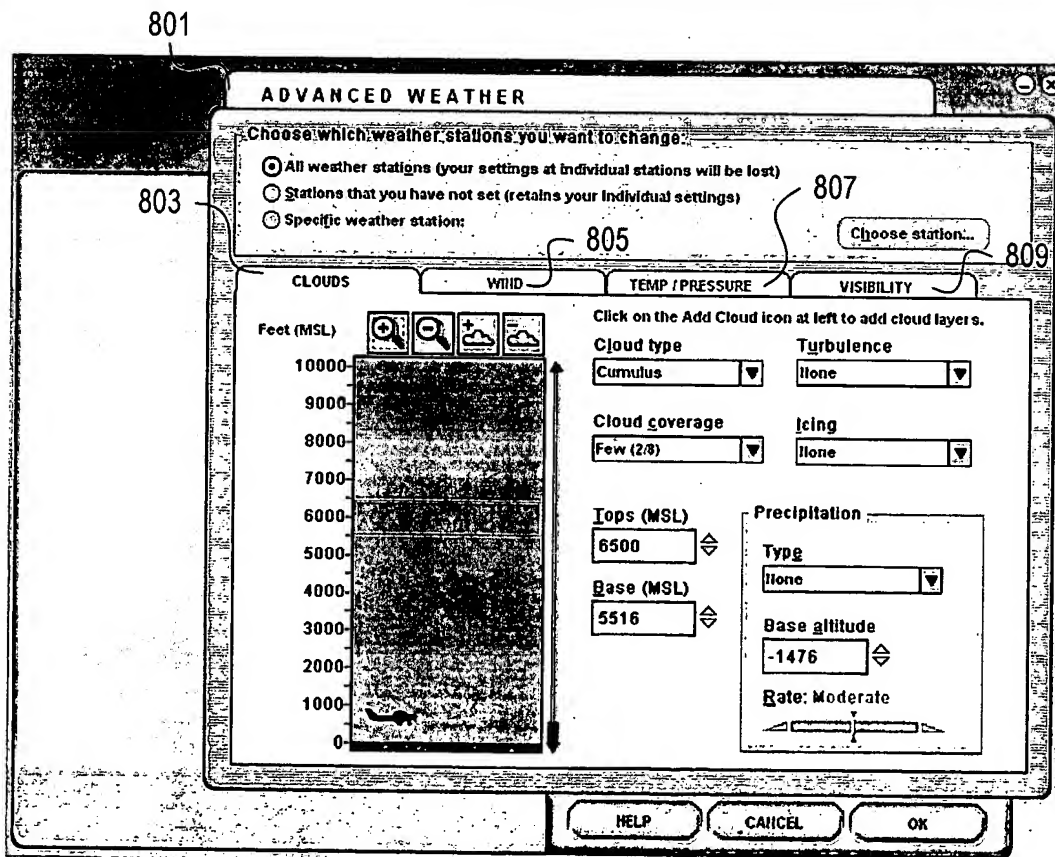 801
ADVANCED WEATHER
Choose which weather stations you want to change:
All weather stations (your settings at individual stations will be lost)
Stations that you have not set (retains your individual settings)
Specific weather station:
Choose station...
803
805
807
809
CLOUDS
WIND
TEMP / PRESSURE
VISIBILITY
Feet (MSL)
10000
9000
8000
7000
6000
5000
4000
3000
2000
1000
0
Click on the Add Cloud icon at left to add cloud layers.
Cloud type
Cumulus
Turbulence
None
Cloud coverage
Few (2/8)
Icing
None
Tops (MSL)
6500
Base (MSL)
5516
Precipitation
Type
None
Base altitude
-1476
Rate: Moderate
HELP
CANCEL
OK